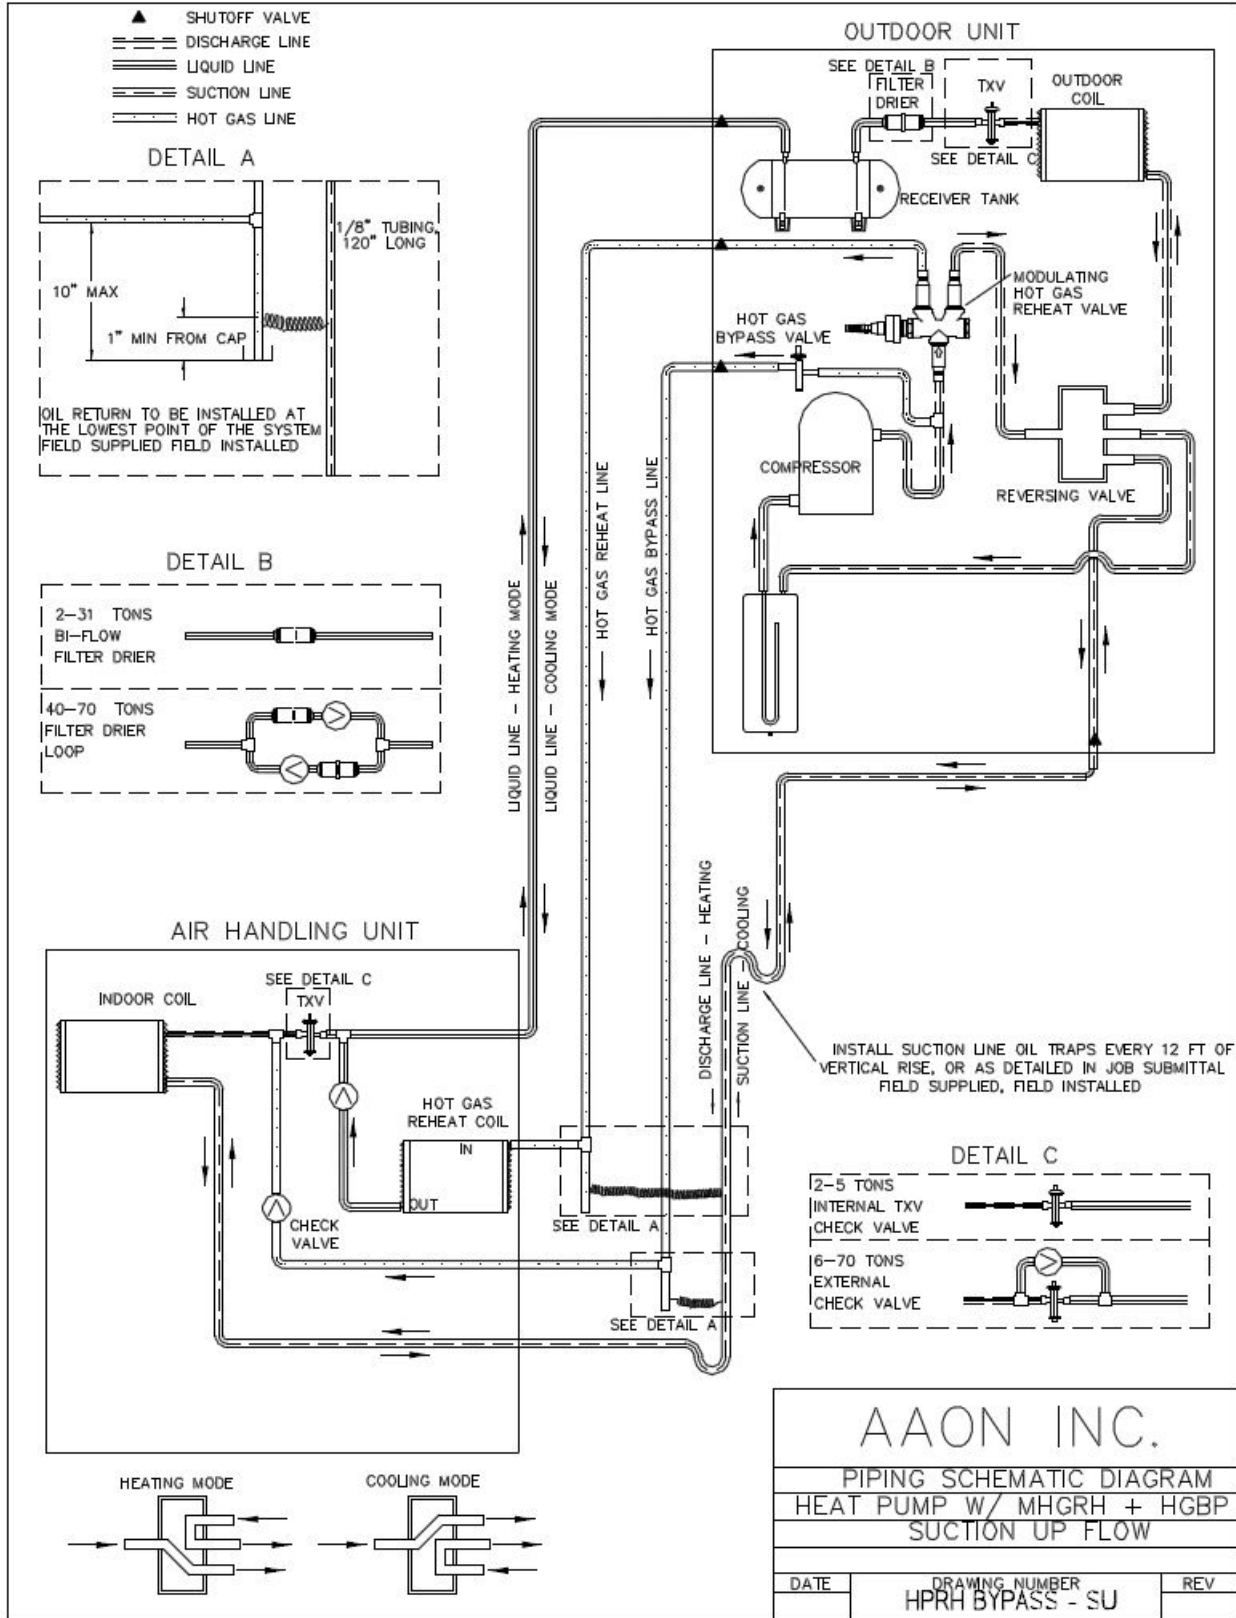 SHUTOFF VALVE
DISCHARGE LINE
LIQUID LINE
SUCTION LINE
HOT GAS LINE
DETAIL A
1/8" TUBING,
120" LONG
10" MAX
1" MIN FROM CAP
OIL RETURN TO BE INSTALLED AT
THE LOWEST POINT OF THE SYSTEM
FIELD SUPPLIED FIELD INSTALLED
DETAIL B
2-31 TONS
BI-FLOW
FILTER DRIER
40-70 TONS
FILTER DRIER
LOOP
OUTDOOR UNIT
SEE DETAIL B
FILTER
DRIER
TXV
OUTDOOR
COIL
SEE DETAIL C
RECEIVER TANK
MODULATING
HOT GAS
REHEAT VALVE
HOT GAS
BYPASS VALVE
COMPRESSOR
REVERSING VALVE
LIQUID LINE - HEATING MODE
LIQUID LINE - COOLING MODE
HOT GAS REHEAT LINE
HOT GAS BYPASS LINE
DISCHARGE LINE - HEATING
SUCTION LINE - COOLING
AIR HANDLING UNIT
SEE DETAIL C
INDOOR COIL
TXV
HOT GAS
REHEAT COIL
IN
OUT
CHECK
VALVE
SEE DETAIL A
SEE DETAIL A
INSTALL SUCTION LINE OIL TRAPS EVERY 12 FT OF
VERTICAL RISE, OR AS DETAILED IN JOB SUBMITTAL
FIELD SUPPLIED, FIELD INSTALLED
DETAIL C
2-5 TONS
INTERNAL TXV
CHECK VALVE
6-70 TONS
EXTERNAL
CHECK VALVE
HEATING MODE
COOLING MODE
AAON INC.
PIPING SCHEMATIC DIAGRAM
HEAT PUMP W/ MHGRH + HGBP
SUCTION UP FLOW
DATE
DRAWING NUMBER
REV
HPRH BYPASS - SU